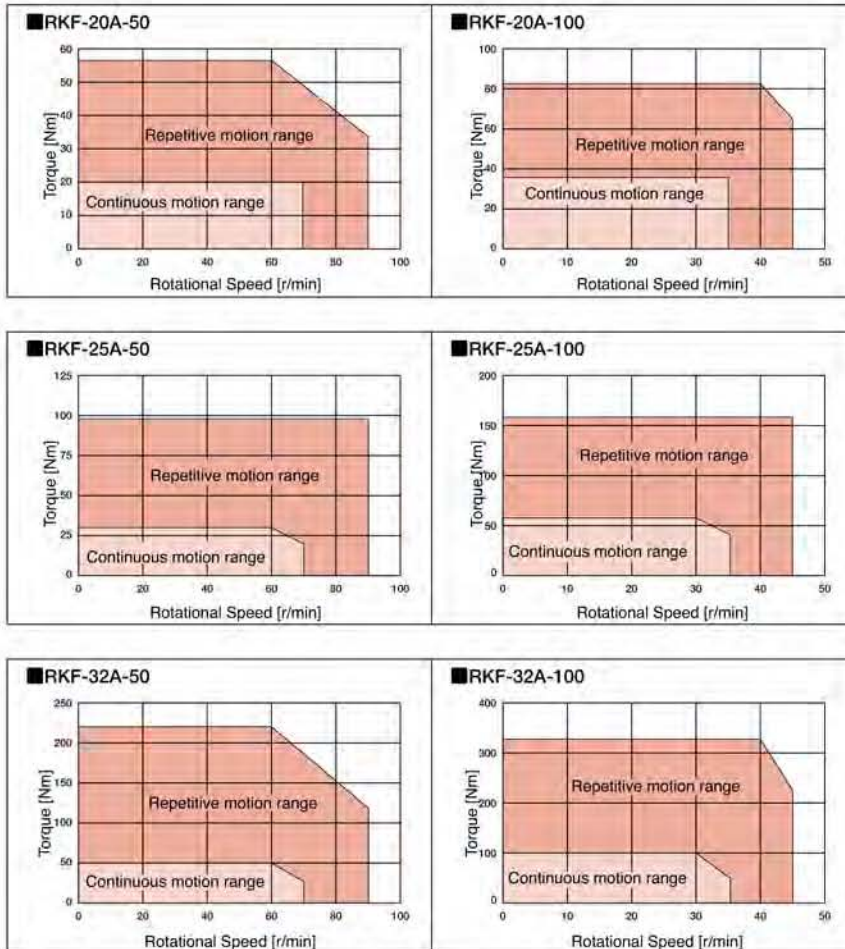 ■RKF-20A-50
Torque [Nm]
60
50
40
30
20
10
0
Repetitive motion range
Continuous motion range
0 20 40 60 80 100
Rotational Speed [r/min]
■RKF-20A-100
Torque [Nm]
100
80
60
40
20
0
Repetitive motion range
Continuous motion range
0 10 20 30 40 50
Rotational Speed [r/min]
■RKF-25A-50
Torque [Nm]
125
100
75
50
25
0
Repetitive motion range
Continuous motion range
0 20 40 60 80 100
Rotational Speed [r/min]
■RKF-25A-100
Torque [Nm]
200
150
100
50
0
Repetitive motion range
Continuous motion range
0 10 20 30 40 50
Rotational Speed [r/min]
■RKF-32A-50
Torque [Nm]
250
200
150
100
50
0
Repetitive motion range
Continuous motion range
0 20 40 60 80 100
Rotational Speed [r/min]
■RKF-32A-100
Torque [Nm]
400
300
200
100
0
Repetitive motion range
Continuous motion range
0 10 20 30 40 50
Rotational Speed [r/min]